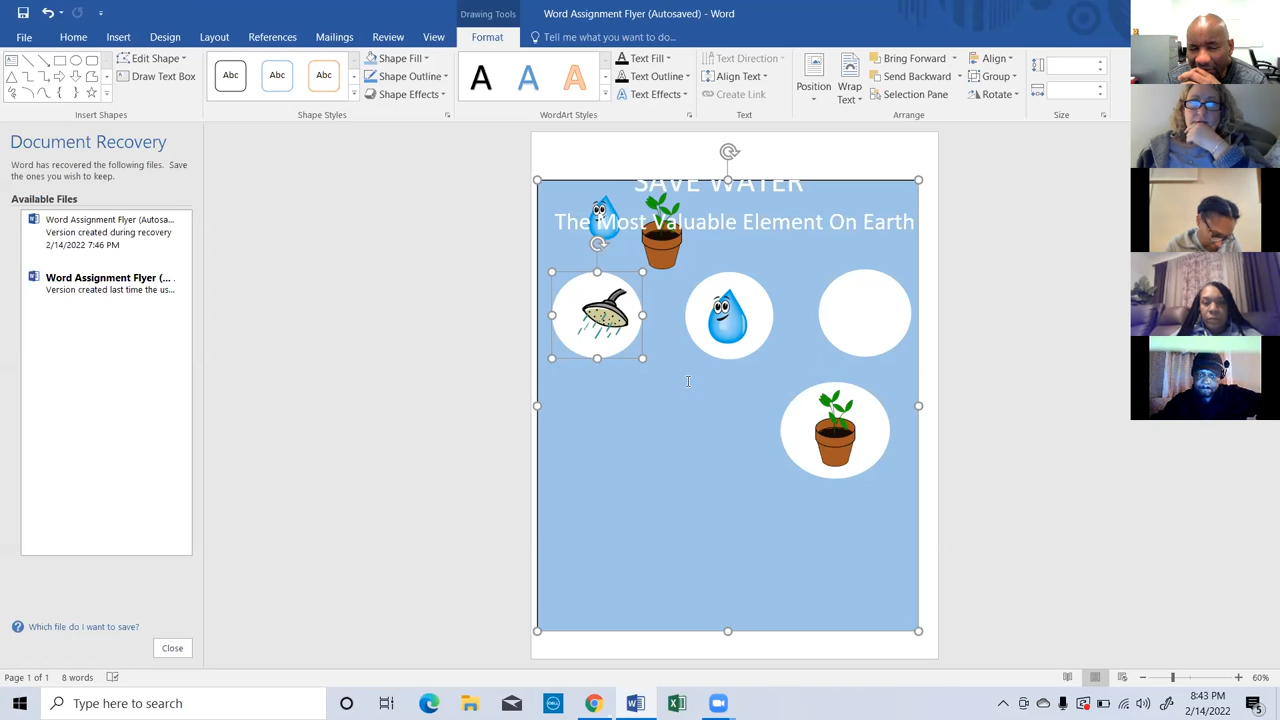 Drawing Tools
Word Assignment Flyer (Autosaved) - Word
File Home Insert Design Layout References Mailings Review View Format Tell me what you want to do...
Edit Shape
Draw Text Box
Insert Shapes
Abc Abc Abc
Shape Fill
Shape Outline
Shape Effects
Shape Styles
A A A
Text Fill
Text Outline
Text Effects
WordArt Styles
Text Direction
Align Text
Create Link
Text
Position
Wrap
Text
Bring Forward
Send Backward
Selection Pane
Align
Group
Rotate
Arrange
Size
Document Recovery
Word has recovered the following files. Save
the ones you wish to keep.
Available Files
Word Assignment Flyer (Autosa...
Version created during recovery
2/14/2022 7:46 PM
Word Assignment Flyer (...
Version created last time the us...
Which file do I want to save?
Close
SAVE WATER
The Most Valuable Element On Earth
Page 1 of 1 8 words
60%
Type here to search
DELL
8:43 PM
2/14/2022
5